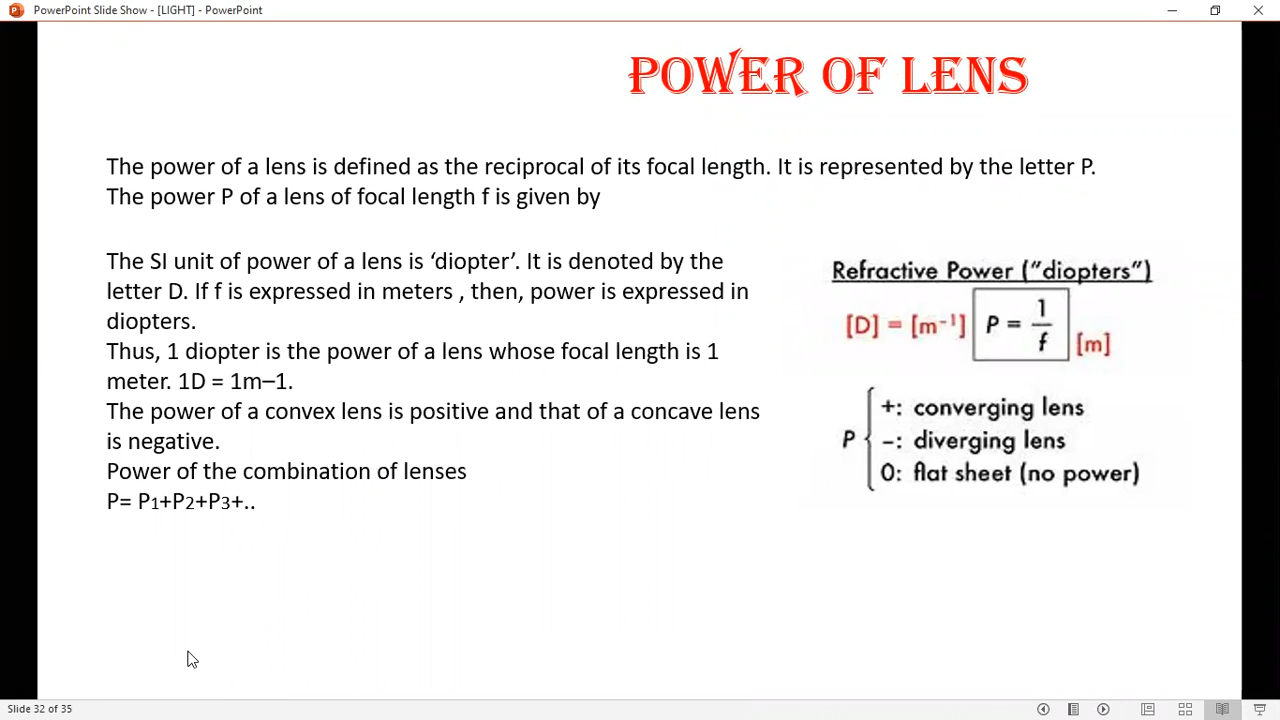 PowerPoint Slide Show - [LIGHT] - PowerPoint
POWER OF LENS
The power of a lens is defined as the reciprocal of its focal length. It is represented by the letter P.
The power P of a lens of focal length f is given by
The SI unit of power of a lens is ‘diopter’. It is denoted by the
letter D. If f is expressed in meters , then, power is expressed in
diopters.
Thus, 1 diopter is the power of a lens whose focal length is 1
meter. 1D = 1m–1.
The power of a convex lens is positive and that of a concave lens
is negative.
Power of the combination of lenses
P= P1+P2+P3+..
Refractive Power ("diopters")
[D] = [m⁻¹] P = 1/f [m]
P { +: converging lens
–: diverging lens
0: flat sheet (no power)
Slide 32 of 35